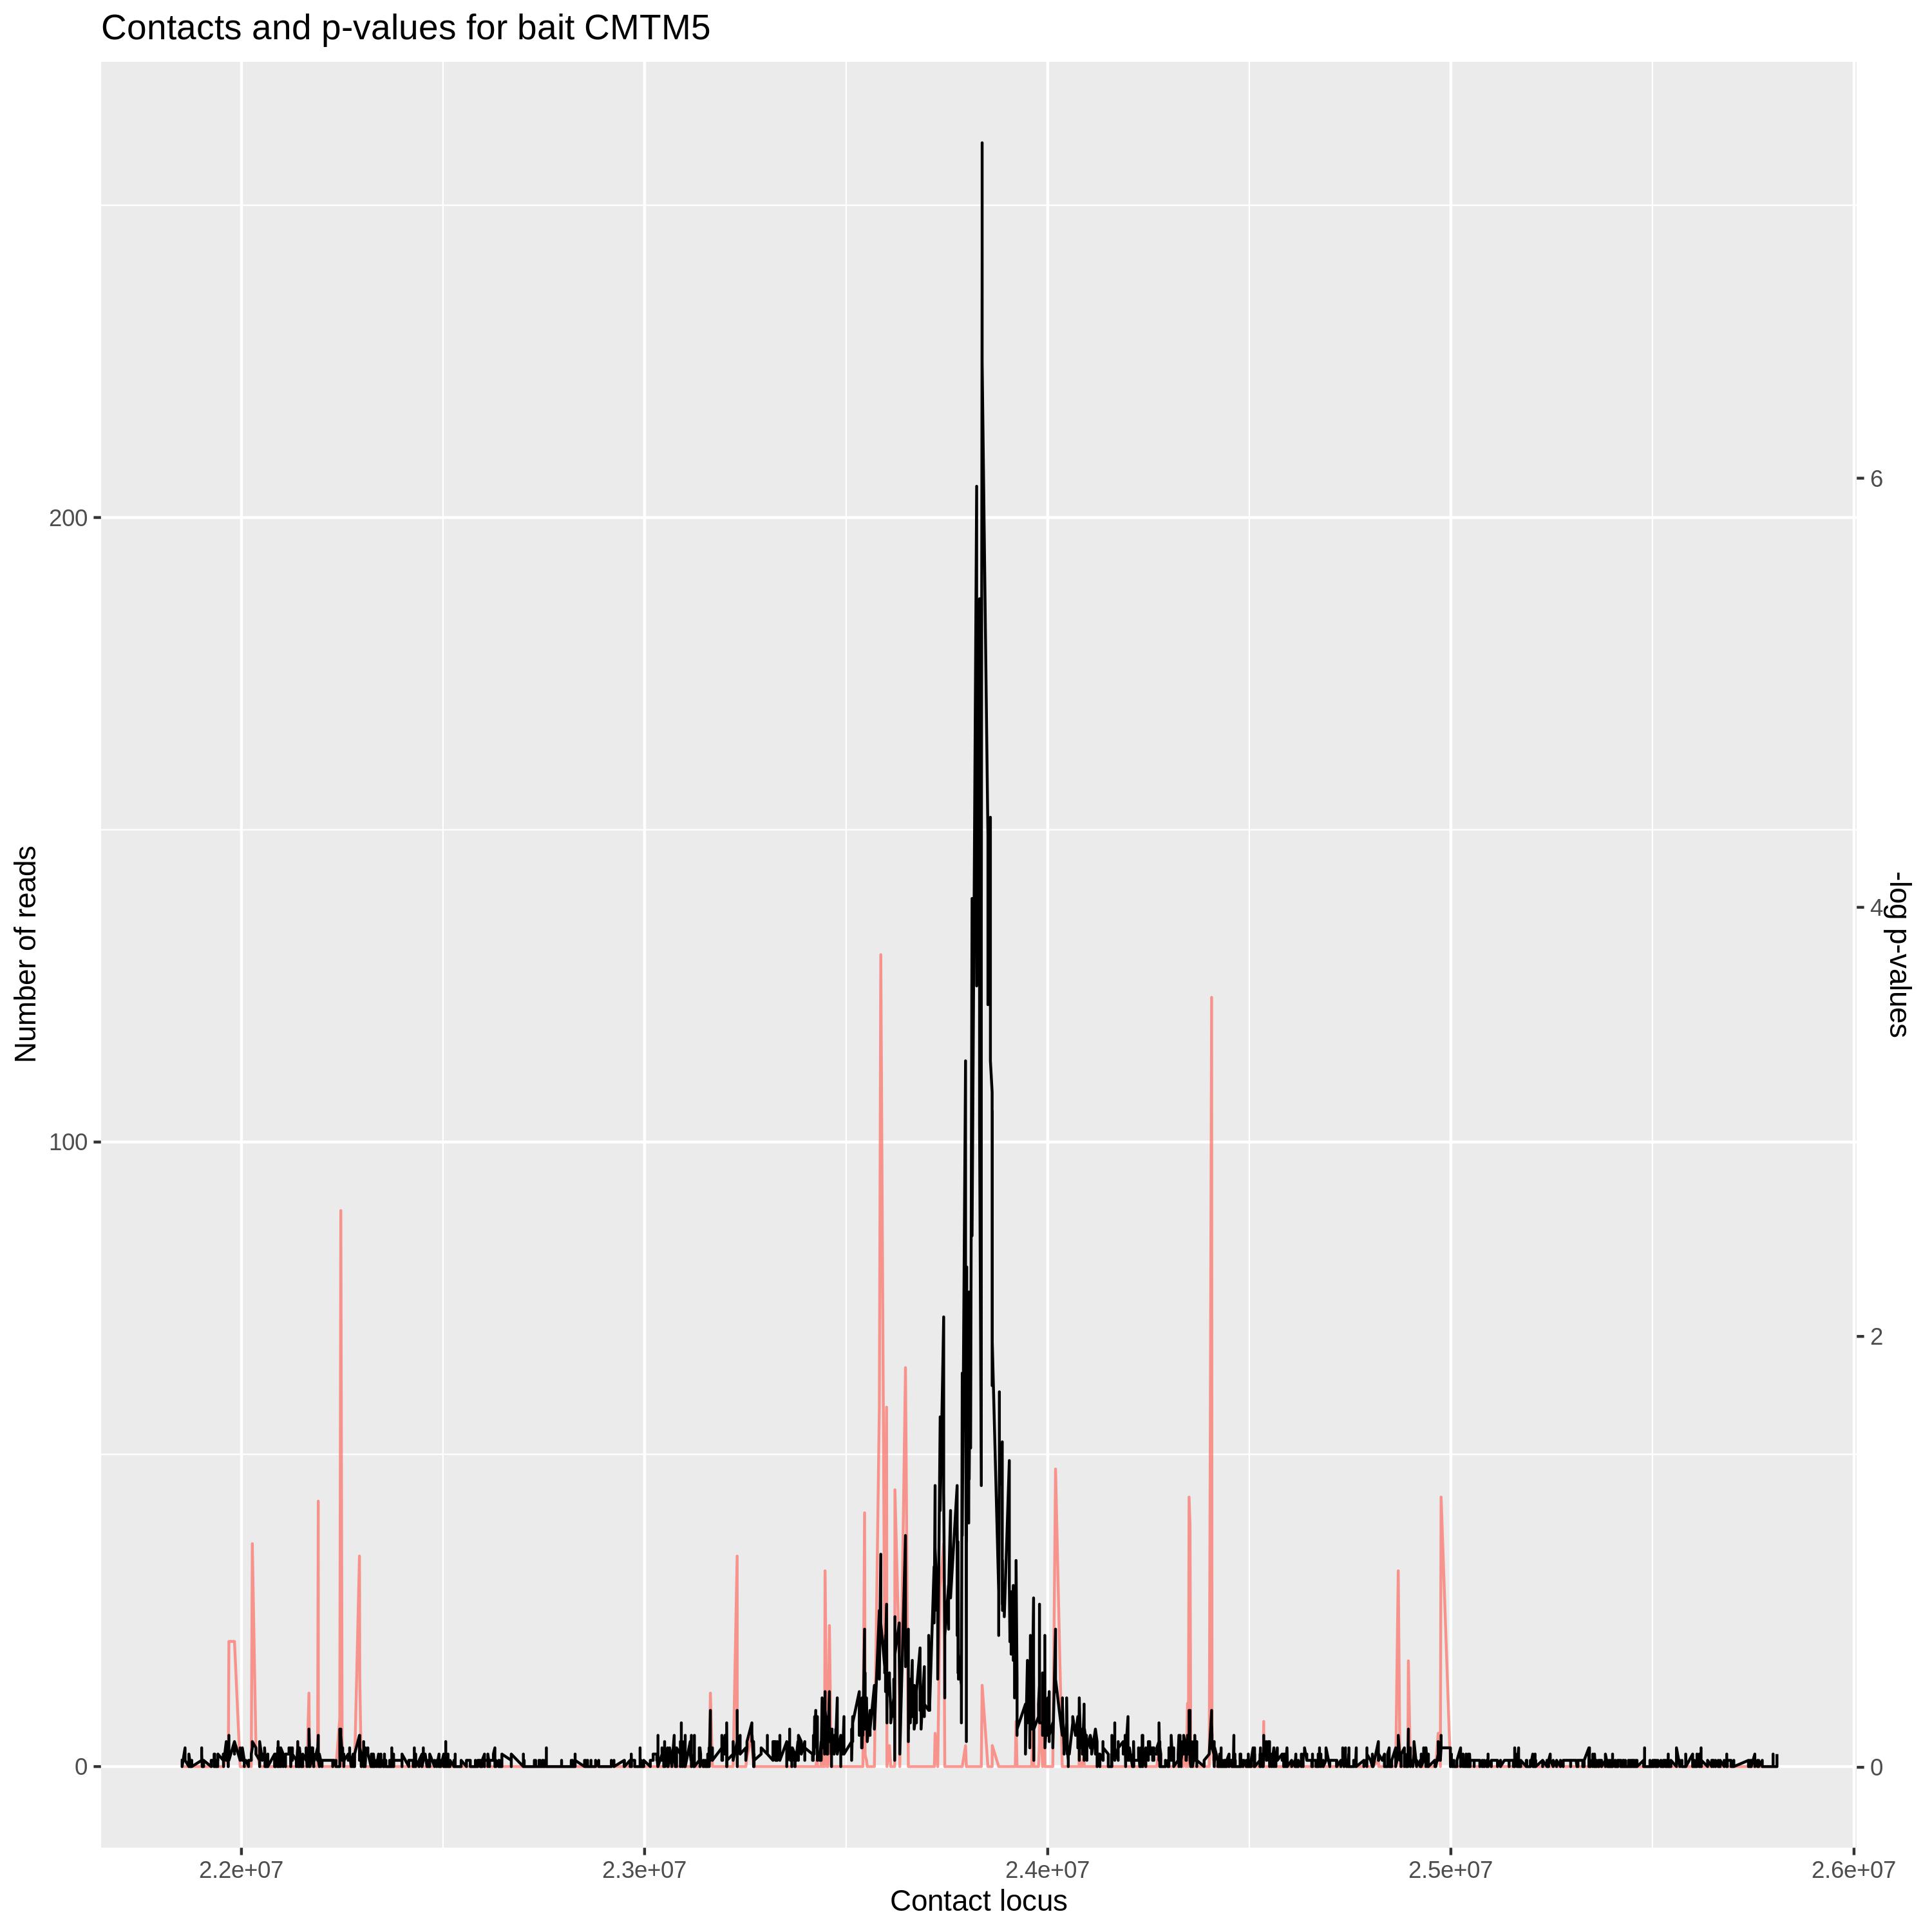 Contacts and p-values for bait CMTM5
Number of reads
200
100
0
6
4
2
0
-log p-values
2.2e+07 2.3e+07 2.4e+07 2.5e+07 2.6e+07
Contact locus